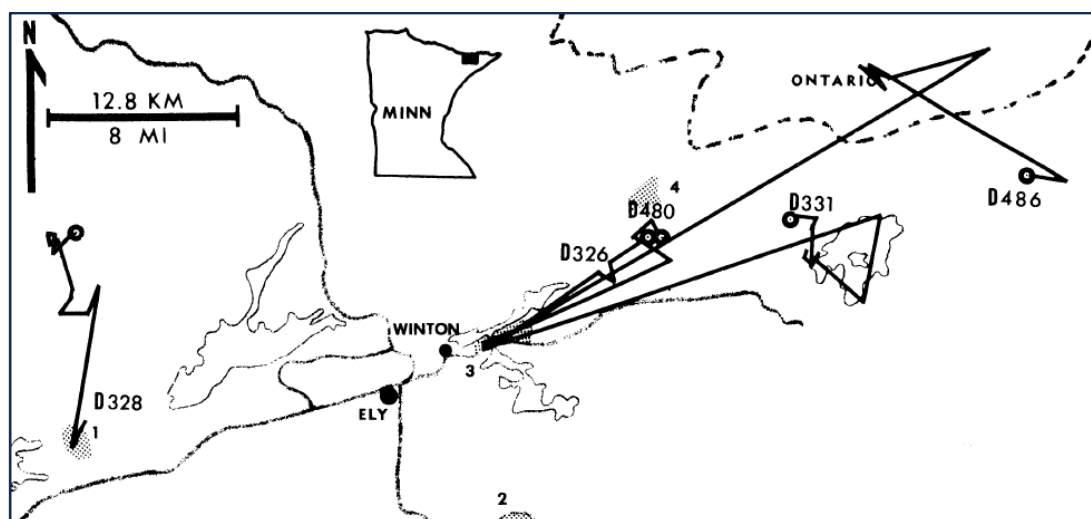 N
12.8 KM
8 MI
MINN
ONTARIO
4
D480
D331
D486
D326
WINTON
3
ELY
D328
1
2